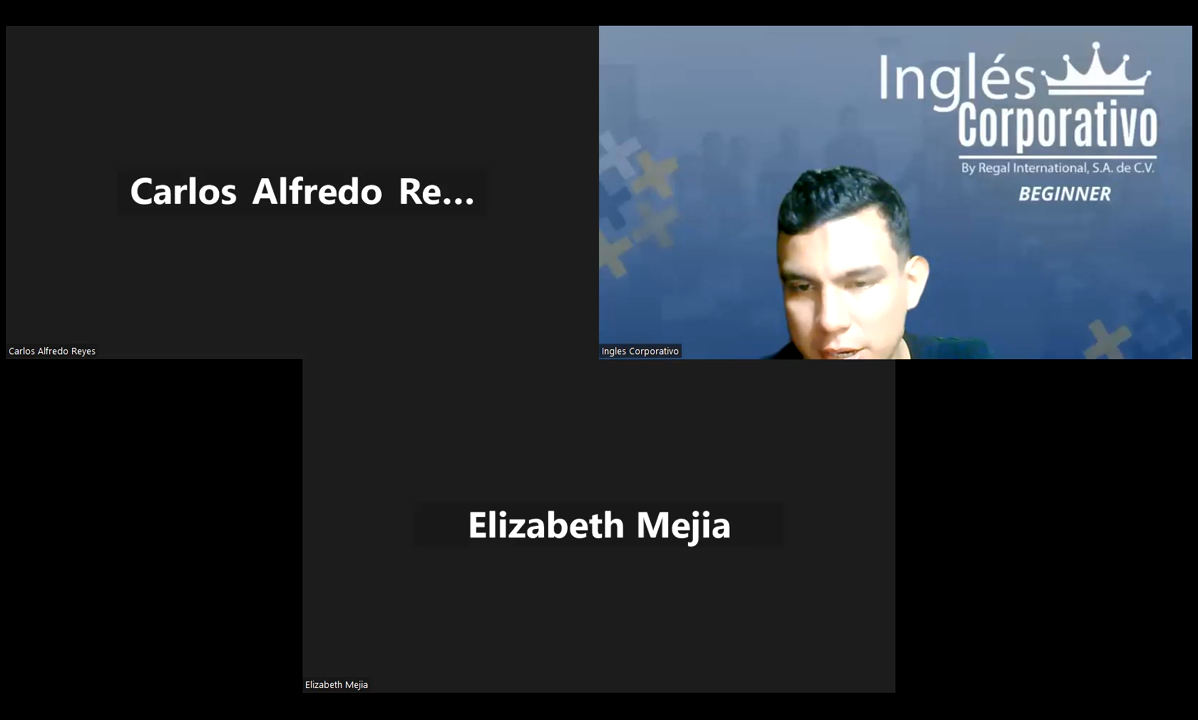 Carlos Alfredo Re...
Carlos Alfredo Reyes
Inglés
Corporativo
By Regal International, S.A. de C.V.
BEGINNER
Ingles Corporativo
Elizabeth Mejia
Elizabeth Mejia